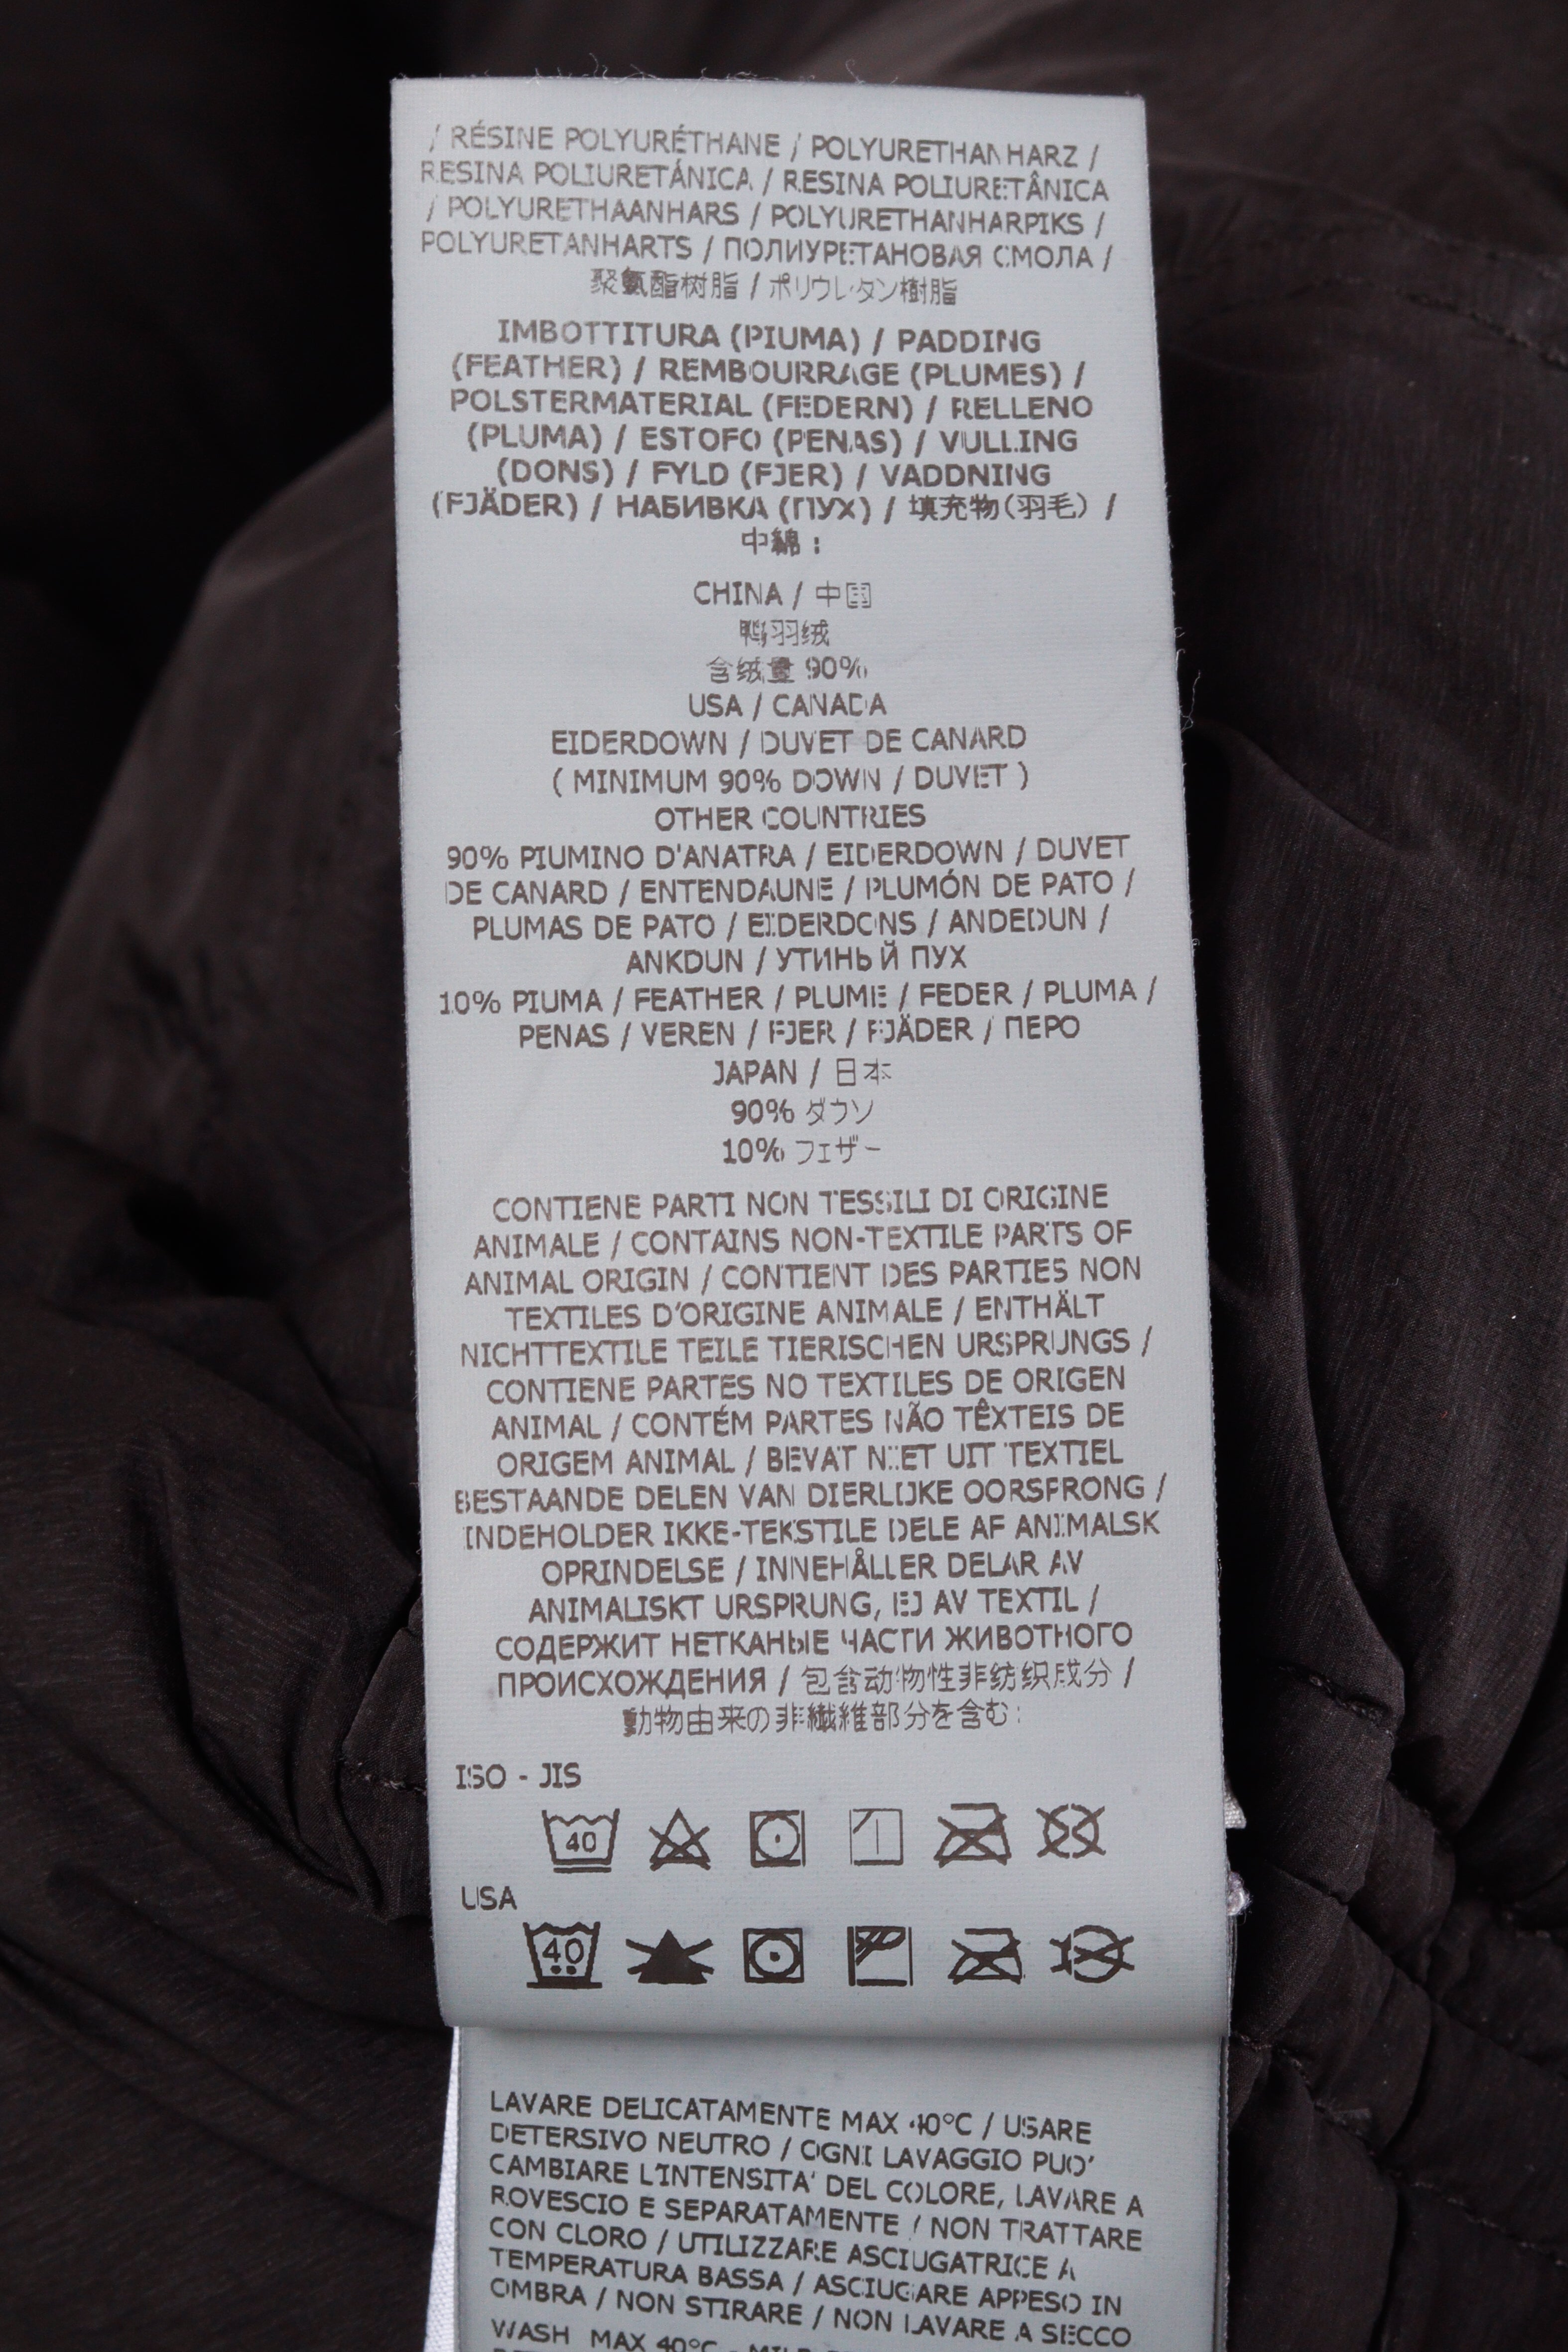 / RÉSINE POLYURÉTHANE / POLYURETHANHARZ /
RESINA POLIURETÁNICA / RESINA POLIURETÂNICA
/ POLYURETHAANHARS / POLYURETHANHARPIKS /
POLYURETANHARTS / ПОЛИУРЕТАНОВАЯ СМОЛА /
聚氨酯树脂 / ポリウレタン樹脂
IMBOTTITURA (PIUMA) / PADDING
(FEATHER) / REMBOURRAGE (PLUMES) /
POLSTERMATERIAL (FEDERN) / RELLENO
(PLUMA) / ESTOFO (PENAS) / VULLING
(DONS) / FYLD (FJER) / VADDNING
(FJÄDER) / НАБИВКА (ПУХ) / 填充物(羽毛) /
中綿 :
CHINA / 中国
鸭羽绒
含绒量 90%
USA / CANADA
EIDERDOWN / DUVET DE CANARD
( MINIMUM 90% DOWN / DUVET )
OTHER COUNTRIES
90% PIUMINO D'ANATRA / EIDERDOWN / DUVET
DE CANARD / ENTENDAUNE / PLUMÓN DE PATO /
PLUMAS DE PATO / EIDERDONS / ANDEDUN /
ANKDUN / УТИНЬЙ ПУХ
10% PIUMA / FEATHER / PLUME / FEDER / PLUMA /
PENAS / VEREN / FJER / FJÄDER / ПЕРО
JAPAN / 日本
90% ダウン
10% フェザー
CONTIENE PARTI NON TESSILI DI ORIGINE
ANIMALE / CONTAINS NON-TEXTILE PARTS OF
ANIMAL ORIGIN / CONTIENT DES PARTIES NON
TEXTILES D'ORIGINE ANIMALE / ENTHÄLT
NICHTTEXTILE TEILE TIERISCHEN URSPRUNGS /
CONTIENE PARTES NO TEXTILES DE ORIGEN
ANIMAL / CONTÉM PARTES NÃO TÊXTEIS DE
ORIGEM ANIMAL / BEVAT NIET UIT TEXTIEL
BESTAANDE DELEN VAN DIERLIJKE OORSPRONG /
INDEHOLDER IKKE-TEKSTILE DELE AF ANIMALSK
OPRINDELSE / INNEHÅLLER DELAR AV
ANIMALISKT URSPRUNG, EJ AV TEXTIL /
СОДЕРЖИТ НЕТКАНЫЕ ЧАСТИ ЖИВОТНОГО
ПРОИСХОЖДЕНИЯ / 包含动物性非纺织成分 /
動物由来の非繊維部分を含む:
ISO - JIS
40
USA
40
LAVARE DELICATAMENTE MAX 40°C / USARE
DETERSIVO NEUTRO / OGNI LAVAGGIO PUO'
CAMBIARE L'INTENSITA' DEL COLORE, LAVARE A
ROVESCIO E SEPARATAMENTE / NON TRATTARE
CON CLORO / UTILIZZARE ASCIUGATRICE A
TEMPERATURA BASSA / ASCIUGARE APPESO IN
OMBRA / NON STIRARE / NON LAVARE A SECCO
WASH MAX 40°C - MILD